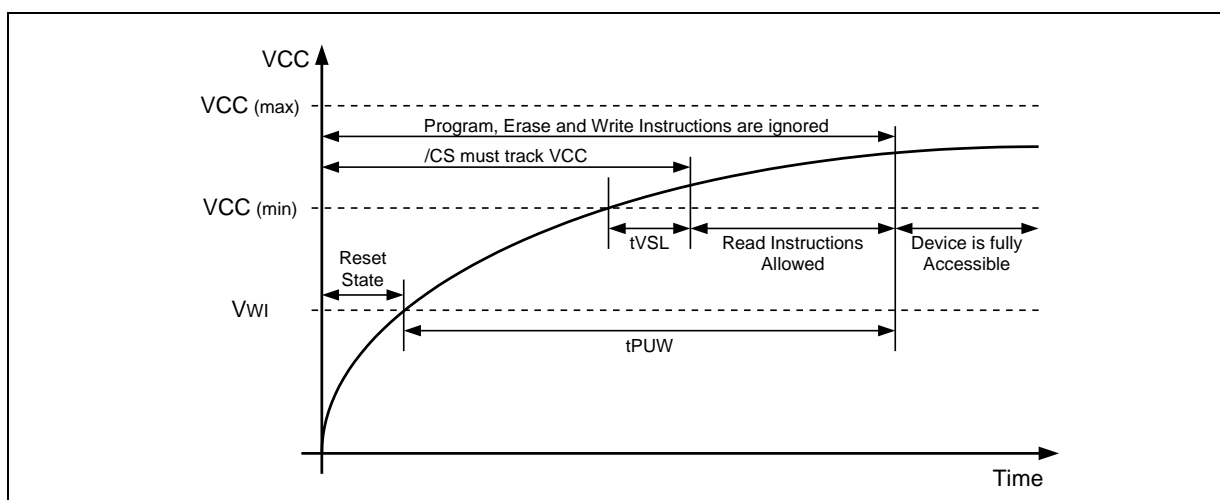 VCC
VCC (max)
Program, Erase and Write Instructions are ignored
/CS must track VCC
VCC (min)
tVSL
Read Instructions
Allowed
Device is fully
Accessible
Reset
State
VWI
tPUW
Time